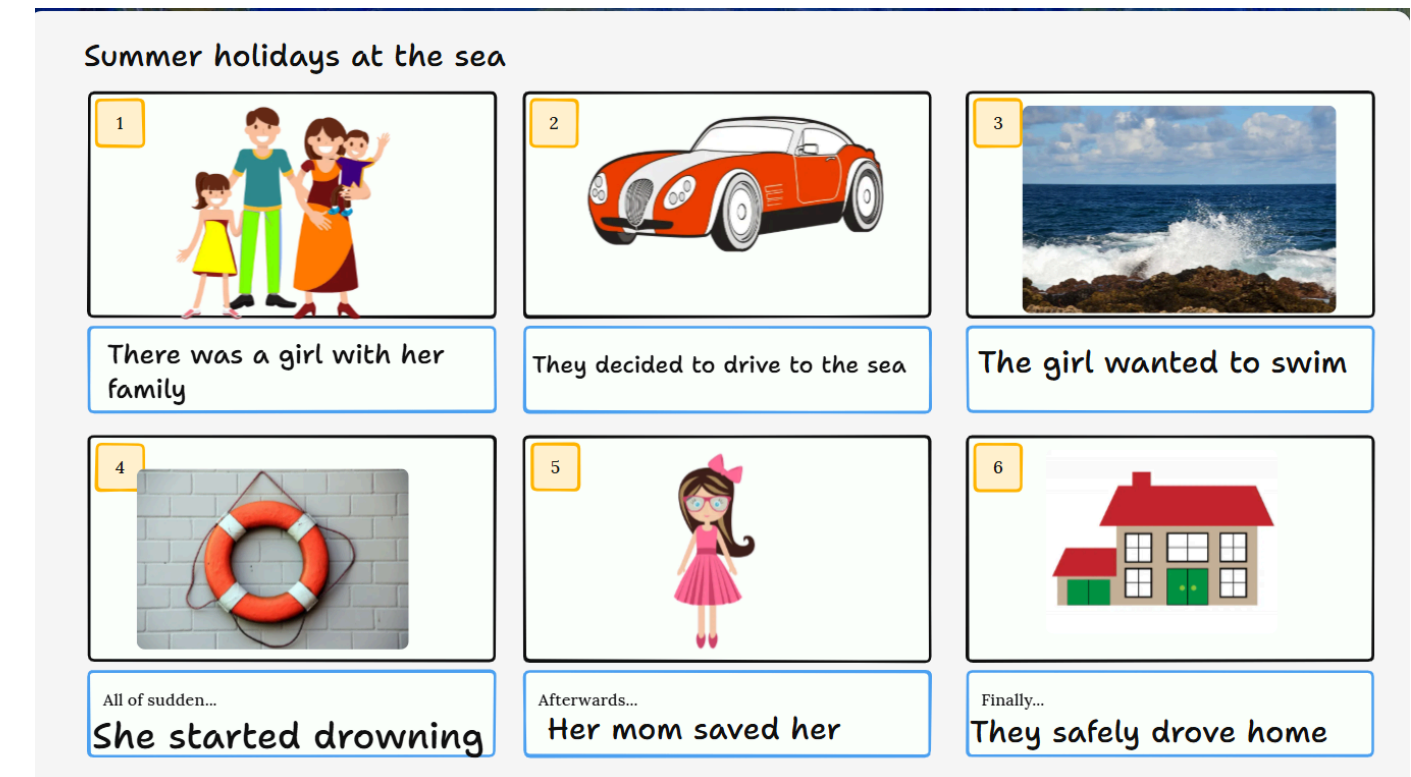 Summer holidays at the sea
1
2
3
There was a girl with her
family
They decided to drive to the sea
The girl wanted to swim
4
5
6
All of sudden...
She started drowning
Afterwards...
Her mom saved her
Finally...
They safely drove home